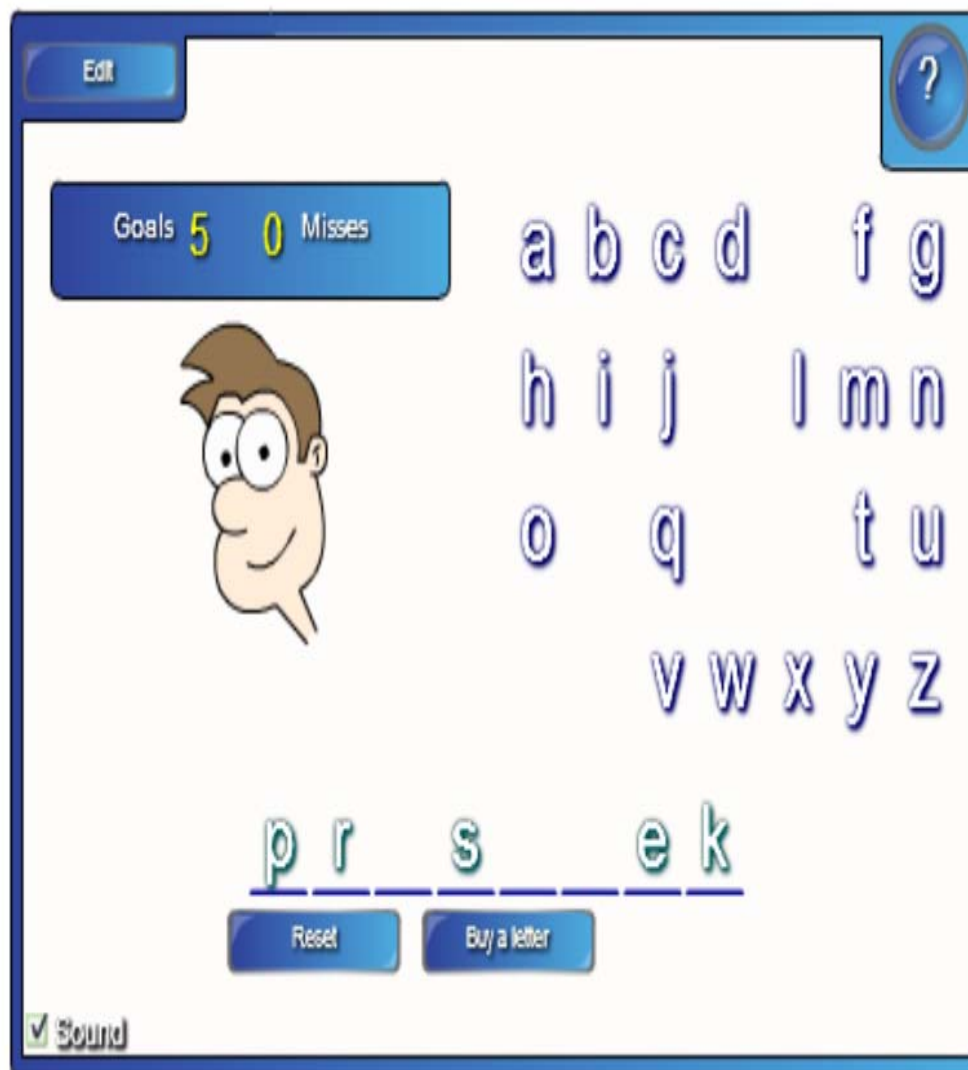 Edit
?
Goals 5 0 Misses
a b c d f g
h i j l m n
o q t u
v w x y z
p r _ s _ _ e k
Reset Buy a letter
Sound